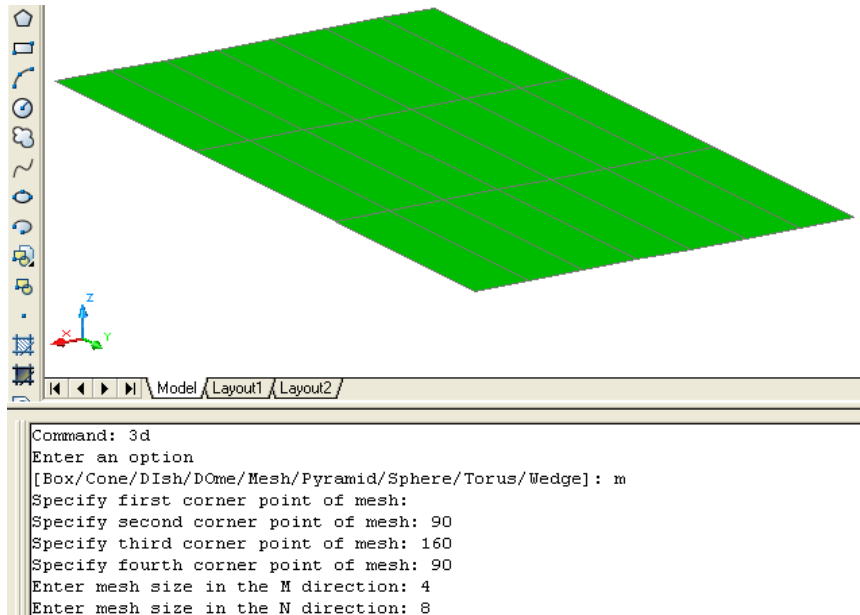 Z
X
Y
Model Layout1 Layout2
Command: 3d
Enter an option
[Box/Cone/DIsh/DOme/Mesh/Pyramid/Sphere/Torus/Wedge]: m
Specify first corner point of mesh:
Specify second corner point of mesh: 90
Specify third corner point of mesh: 160
Specify fourth corner point of mesh: 90
Enter mesh size in the M direction: 4
Enter mesh size in the N direction: 8